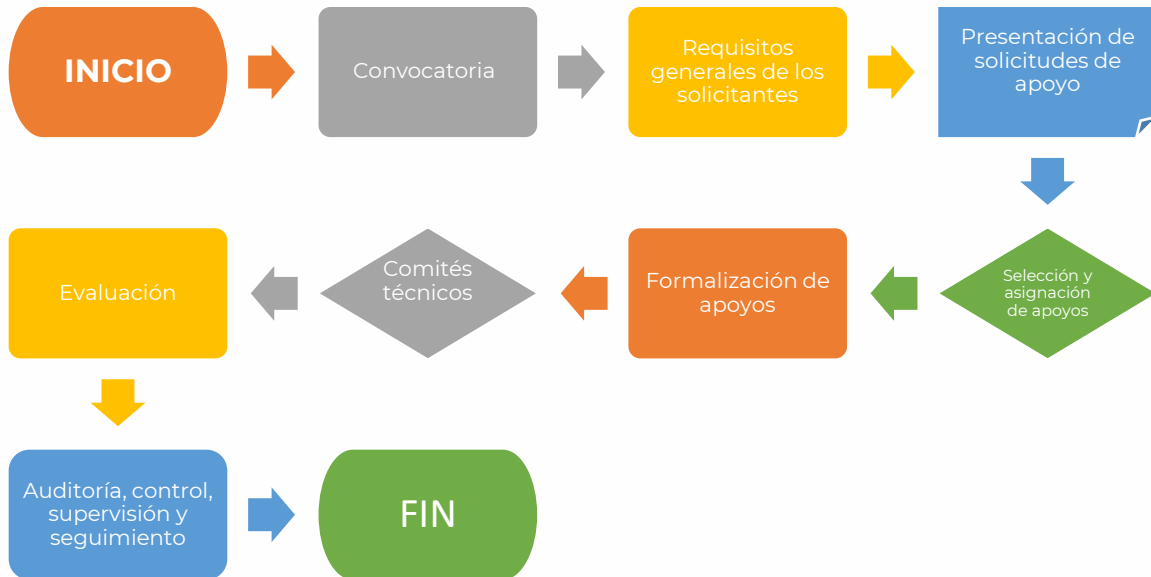 INICIO
Convocatoria
Requisitos
generales de los
solicitantes
Presentación de
solicitudes de
apoyo
Selección y
asignación
de apoyos
Formalización de
apoyos
Comités
técnicos
Evaluación
Auditoría, control,
supervisión y
seguimiento
FIN